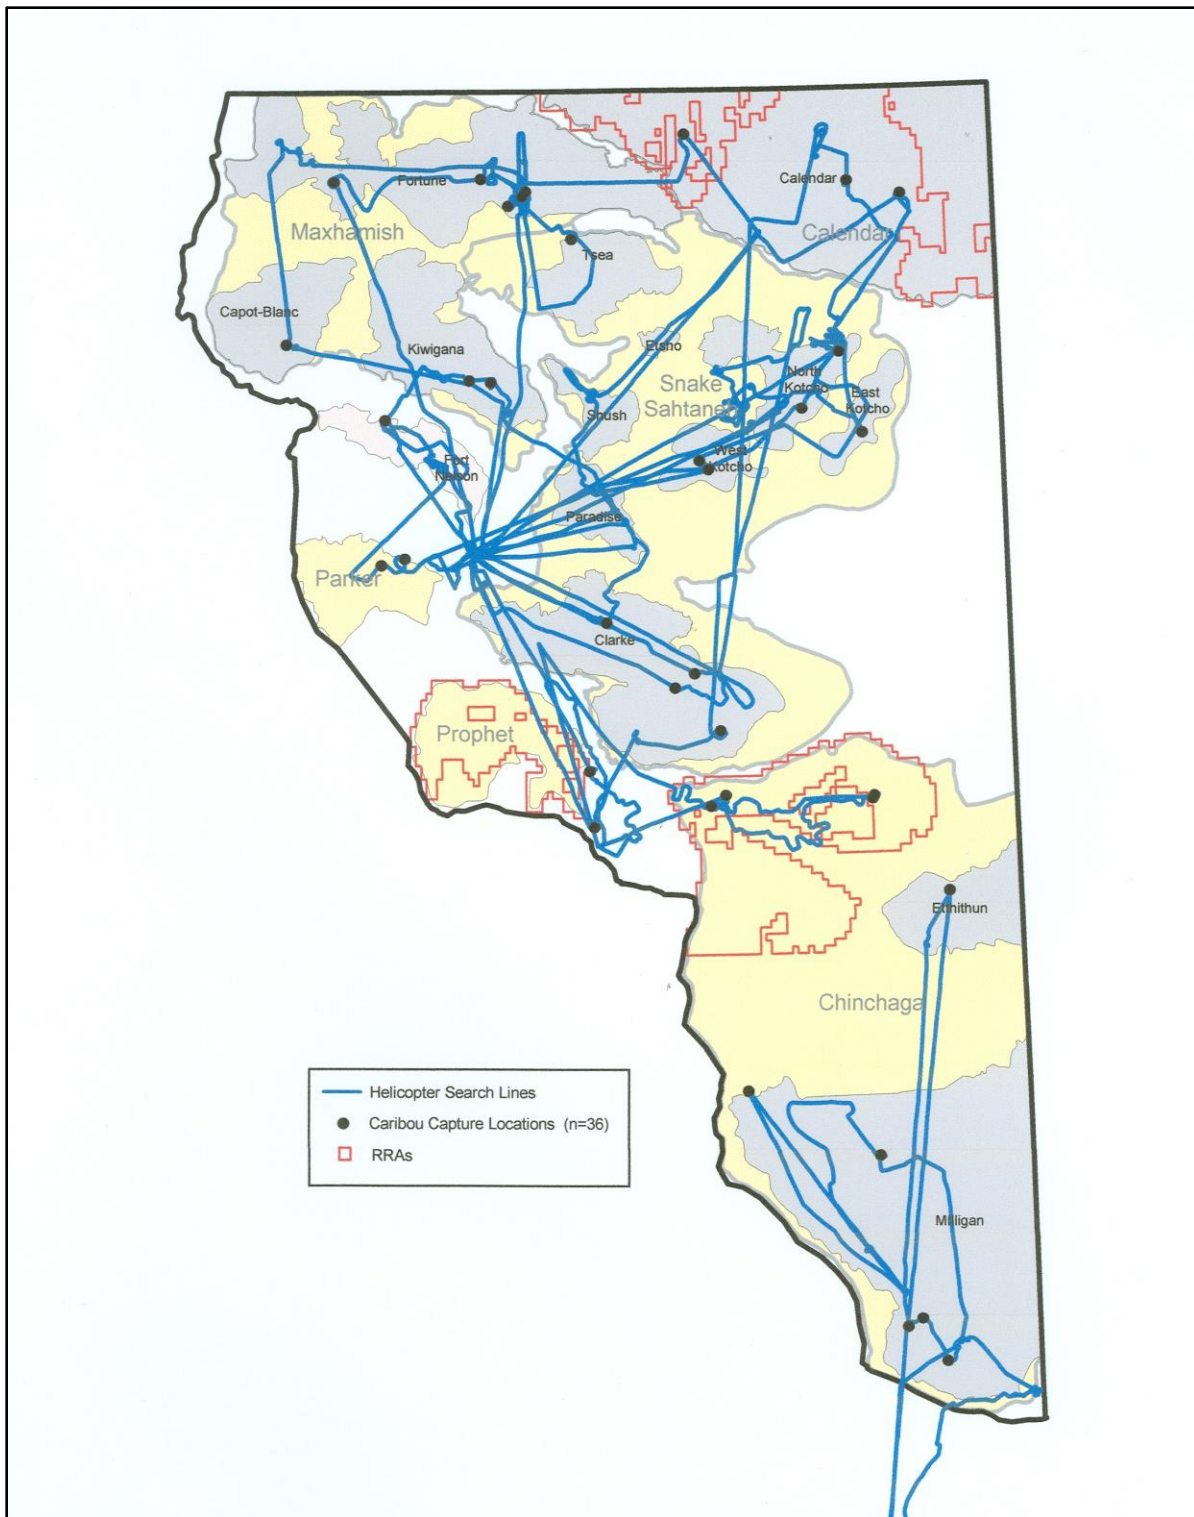 Calendar
Fortune
Calendar
Maxhamish
Tsea
Capot-Blanc
Etsho
Kiwigana
North
Kotcho
Snake
Sahtaneh
East
Kotcho
Shush
West
Kotcho
Fort
Nelson
Paradise
Parker
Clarke
Prophet
Etthithun
Chinchaga
Helicopter Search Lines
Caribou Capture Locations (n=36)
RRAs
Milligan